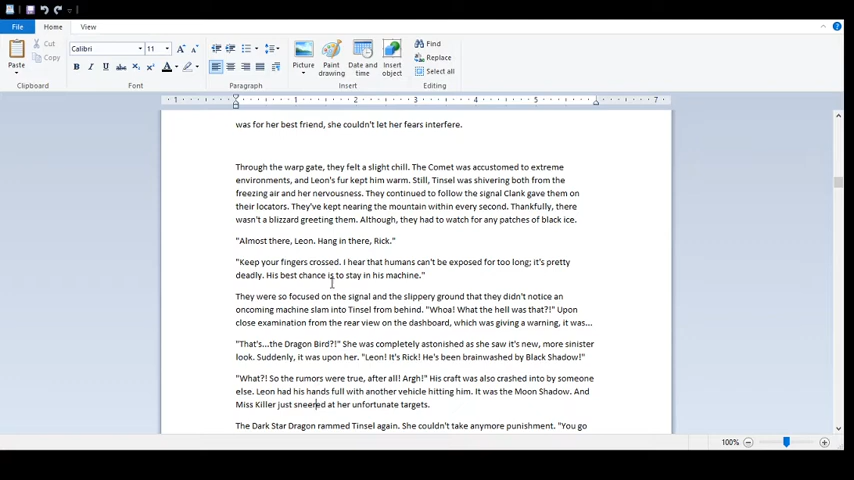 File
Home
View
Cut
Copy
Paste
Clipboard
Calibri
11
B I U abc X₂ X² A
Font
Paragraph
Picture
Paint drawing
Date and time
Insert object
Insert
Find
Replace
Select all
Editing
1 1 2 3 4 5 6 7
was for her best friend, she couldn't let her fears interfere.
Through the warp gate, they felt a slight chill. The Comet was accustomed to extreme
environments, and Leon's fur kept him warm. Still, Tinsel was shivering both from the
freezing air and her nervousness. They continued to follow the signal Clank gave them on
their locators. They've kept nearing the mountain within every second. Thankfully, there
wasn't a blizzard greeting them. Although, they had to watch for any patches of black ice.
"Almost there, Leon. Hang in there, Rick."
"Keep your fingers crossed. I hear that humans can't be exposed for too long; it's pretty
deadly. His best chance is to stay in his machine."
They were so focused on the signal and the slippery ground that they didn't notice an
oncoming machine slam into Tinsel from behind. "Whoa! What the hell was that?!" Upon
close examination from the rear view on the dashboard, which was giving a warning, it was...
"That's...the Dragon Bird?!" She was completely astonished as she saw it's new, more sinister
look. Suddenly, it was upon her. "Leon! It's Rick! He's been brainwashed by Black Shadow!"
"What?! So the rumors were true, after all! Argh!" His craft was also crashed into by someone
else. Leon had his hands full with another vehicle hitting him. It was the Moon Shadow. And
Miss Killer just sneered at her unfortunate targets.
The Dark Star Dragon rammed Tinsel again. She couldn't take anymore punishment. "You go
100%